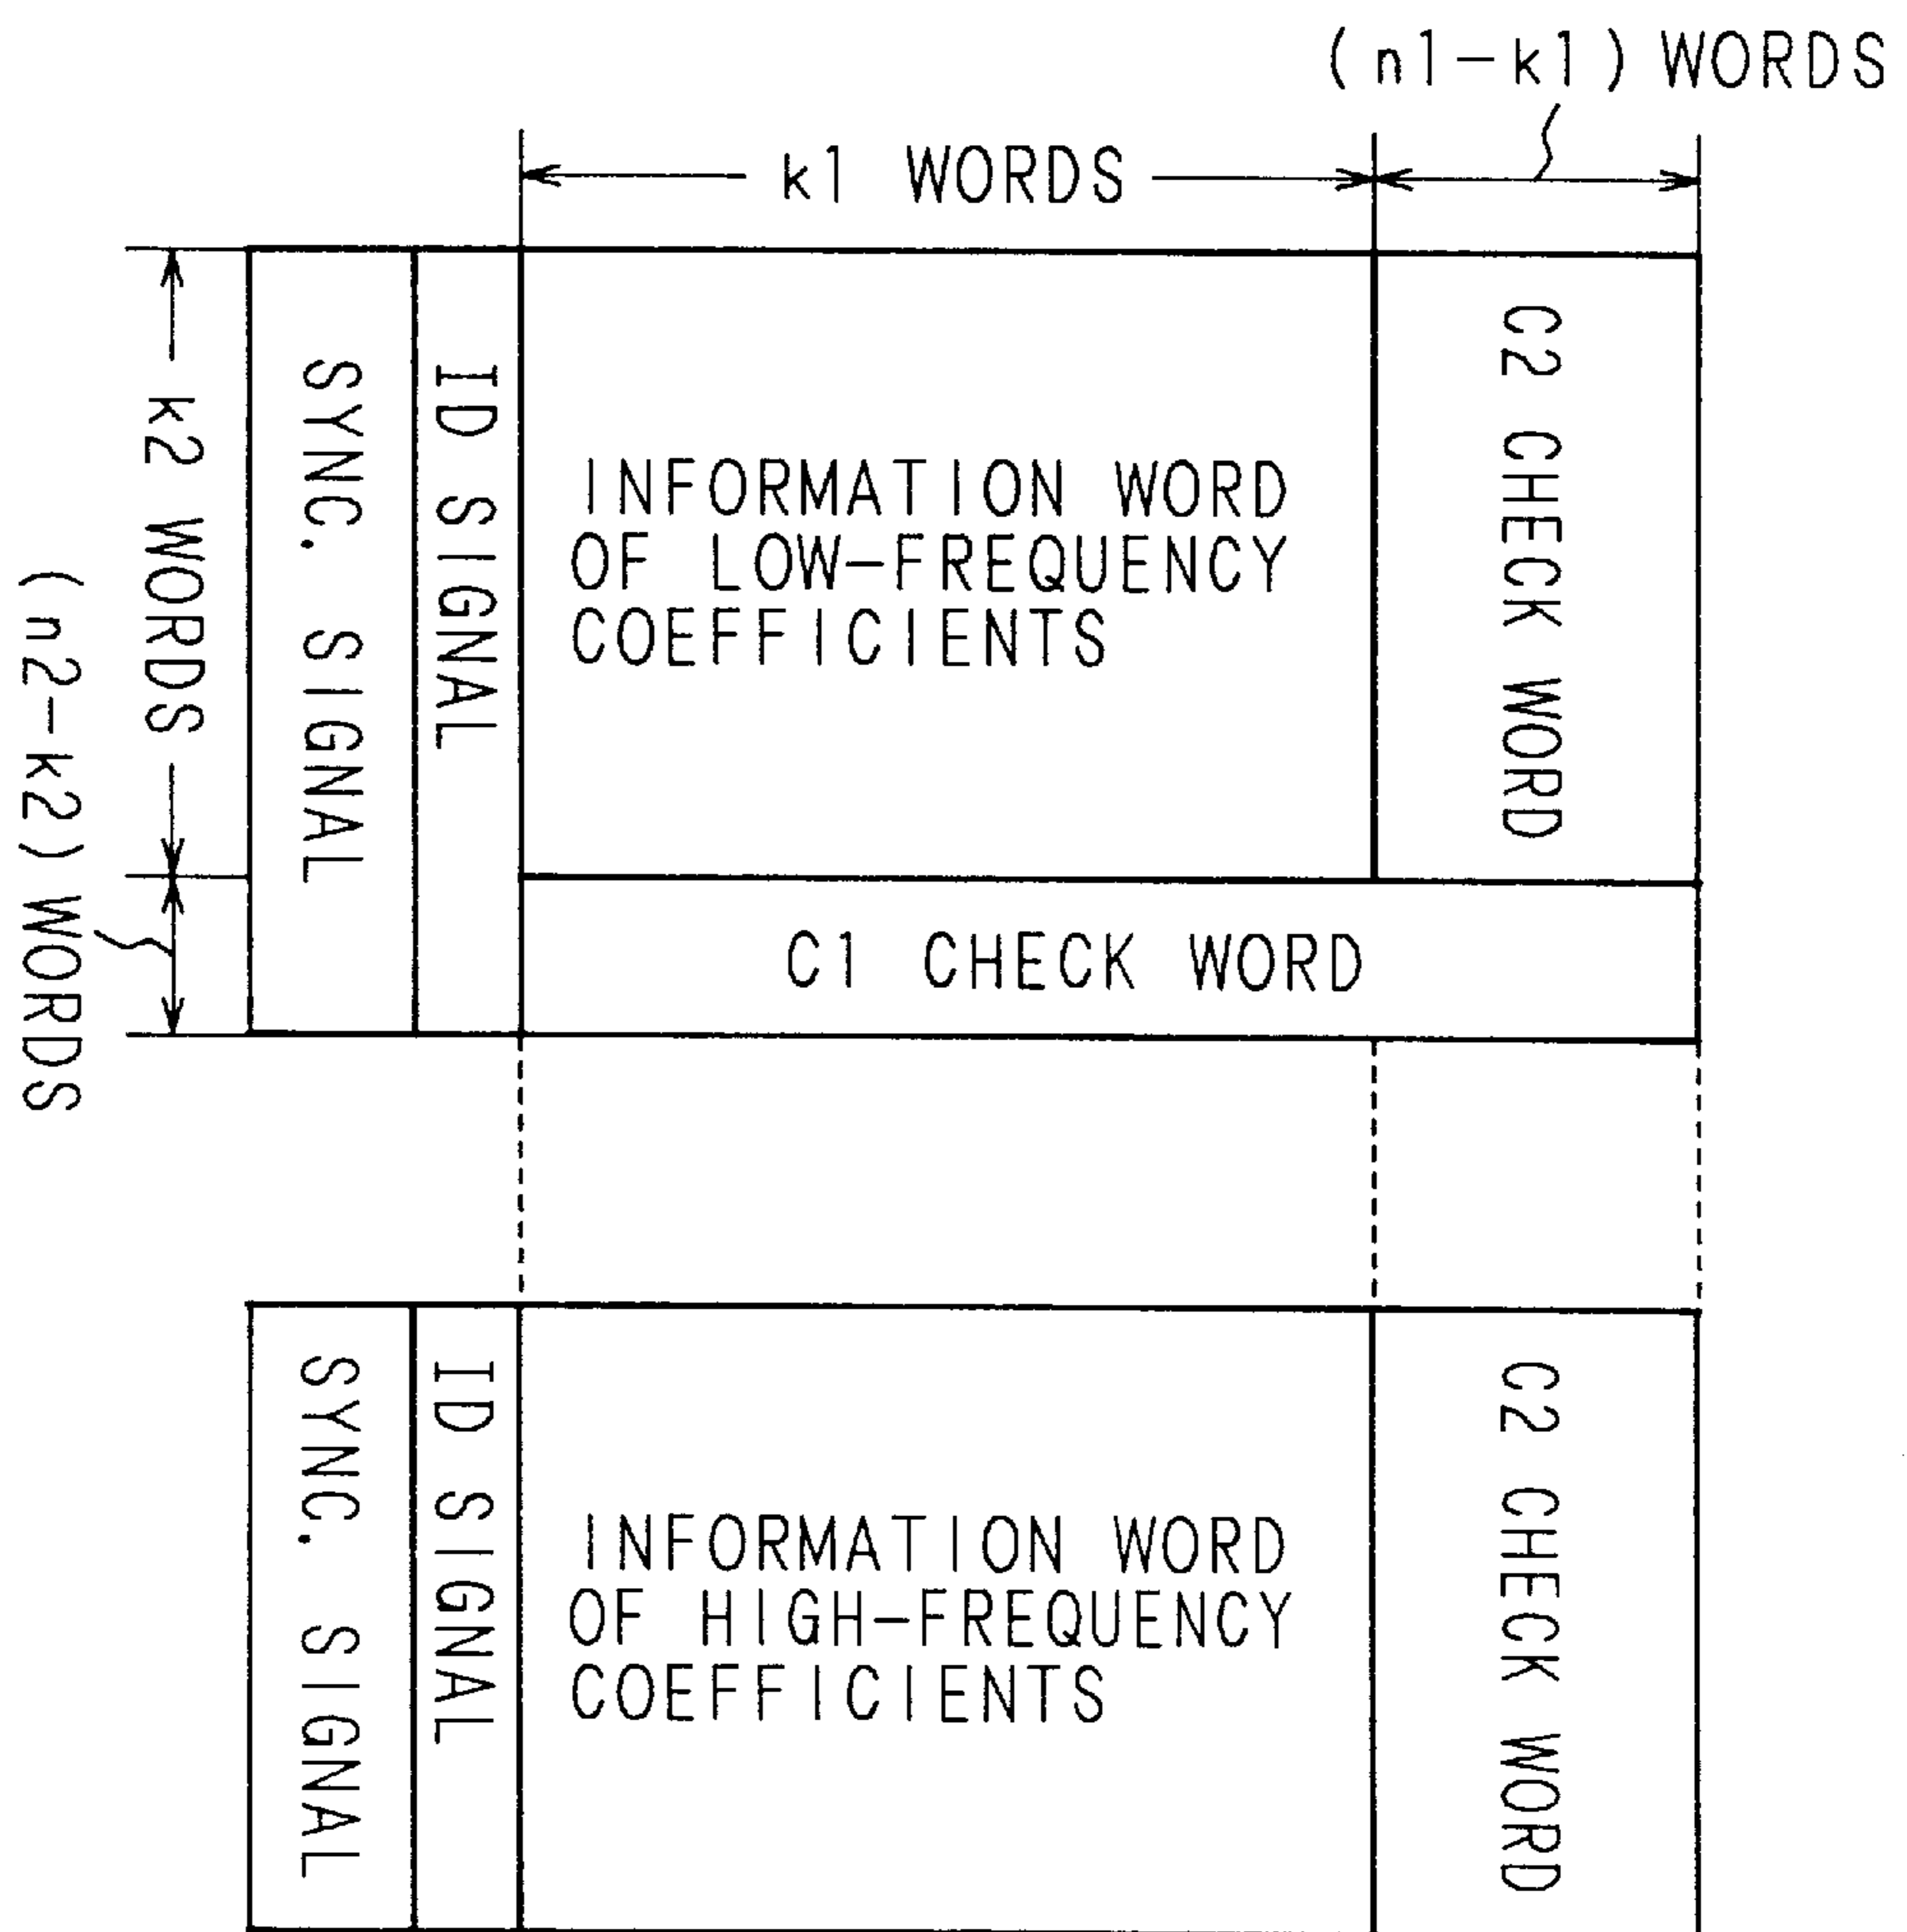 (n1-k1) WORDS
k1 WORDS
k2 WORDS
(n2-k2) WORDS
SYNC. SIGNAL
ID SIGNAL
INFORMATION WORD
OF LOW-FREQUENCY
COEFFICIENTS
C2 CHECK WORD
C1 CHECK WORD
SYNC. SIGNAL
ID SIGNAL
INFORMATION WORD
OF HIGH-FREQUENCY
COEFFICIENTS
C2 CHECK WORD